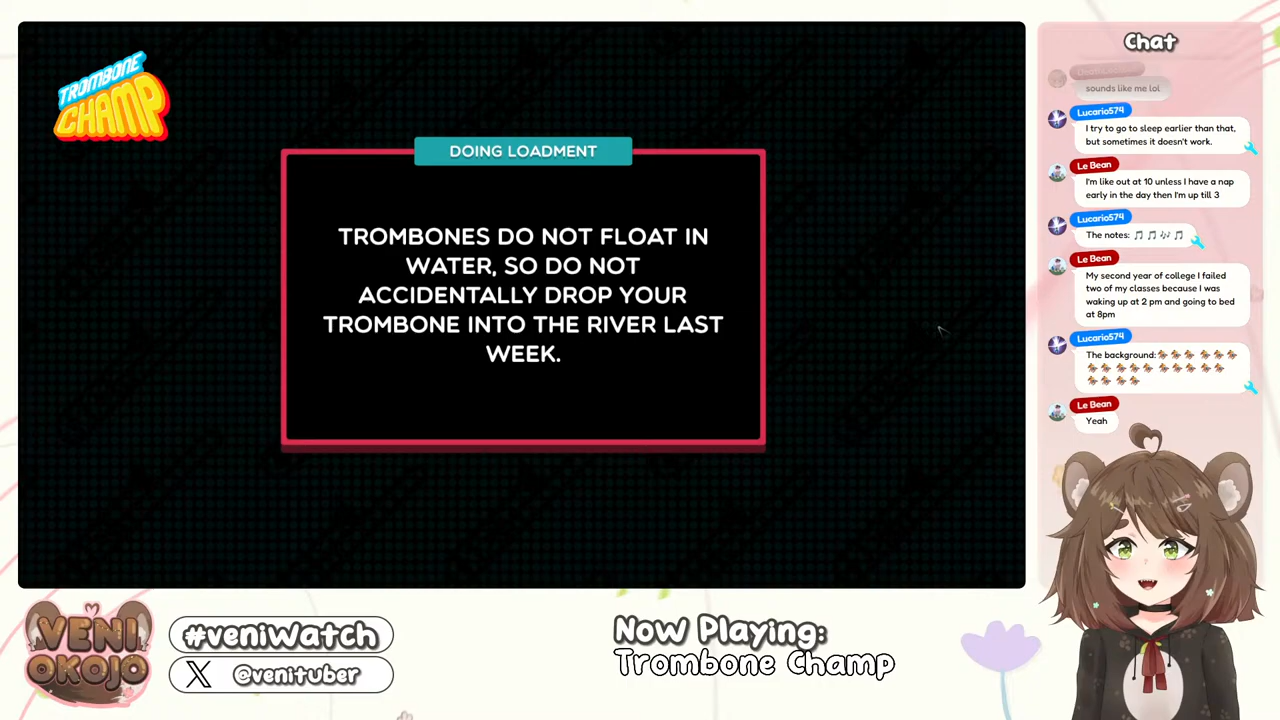 TROMBONE
CHAMP
DOING LOADMENT
TROMBONES DO NOT FLOAT IN
WATER, SO DO NOT
ACCIDENTALLY DROP YOUR
TROMBONE INTO THE RIVER LAST
WEEK.
Chat
sounds like me lol
Lucario574
I try to go to sleep earlier than that,
but sometimes it doesn't work.
Le Bean
I'm like out at 10 unless I have a nap
early in the day then I'm up till 3
Lucario574
The notes: 🎵 🎵 🎶 🎵
Le Bean
My second year of college I failed
two of my classes because I was
waking up at 2 pm and going to bed
at 8pm
Lucario574
The background:🏇 🏇 🏇 🏇 🏇 🏇
🏇 🏇 🏇 🏇 🏇 🏇 🏇 🏇 🏇 🏇
🏇 🏇 🏇 🏇
Le Bean
Yeah
VENI
OKOJO
#veniWatch
X @venituber
Now Playing:
Trombone Champ